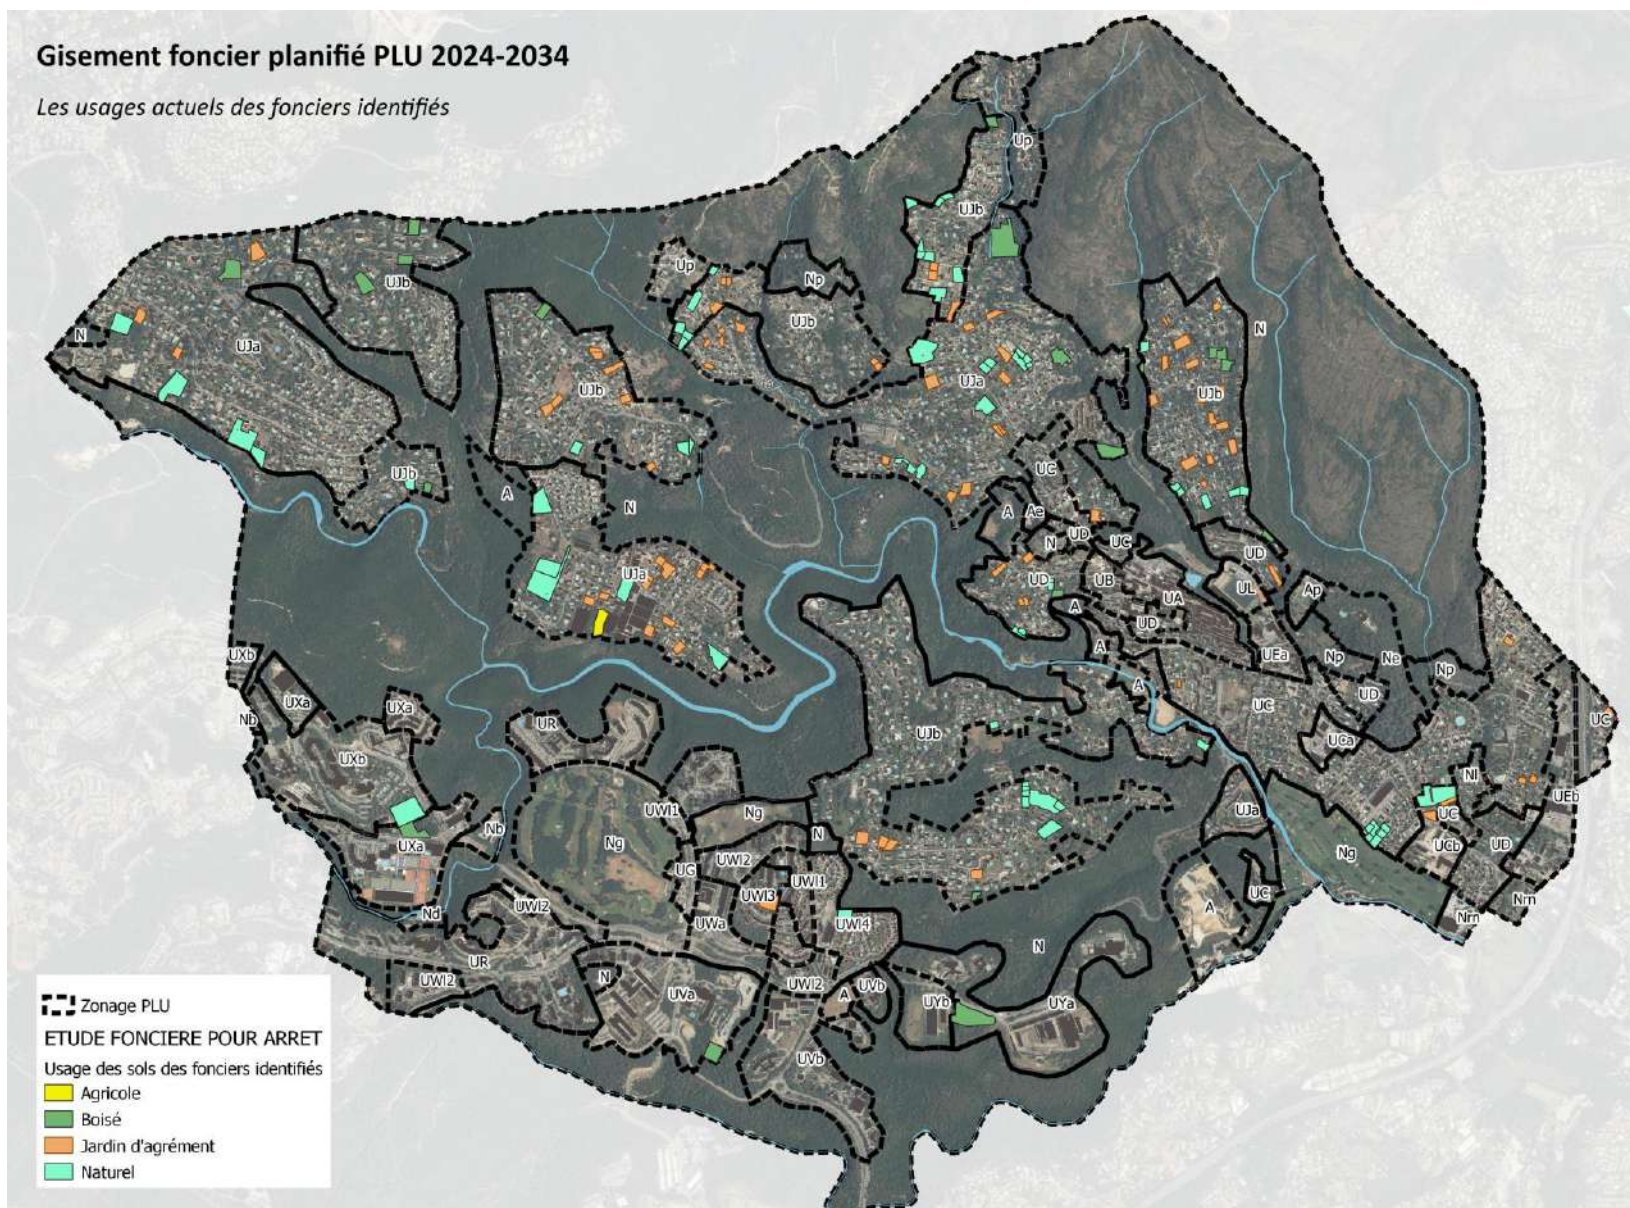 Gisement foncier planifié PLU 2024-2034
Les usages actuels des fonciers identifiés
Up
UJb
Up
Np
UJb
UJb
N
UJa
N
UJb
UJa
UJb
UJb
UC
A
N
A
Ae
N
UD
UC
UD
UJa
UD
UB
UA
UL
Ap
A
UD
A
UEa
Np
Ne
Np
UXb
A
UD
UXa
UXa
Nb
UC
UC
UR
UJb
UCa
UXb
Nl
UEb
UWl1
Ng
N
UJa
UC
Nb
UXa
Ng
UWl2
UG
UWl1
Ng
UCb
UD
UWl3
UC
A
Nrn
Nrn
Nd
UWl2
UWa
UWl4
N
UR
UWl2
N
UVa
UWl2
A
UVb
UYb
UYa
UVb
Zonage PLU
ETUDE FONCIERE POUR ARRET
Usage des sols des fonciers identifiés
Agricole
Boisé
Jardin d'agrément
Naturel